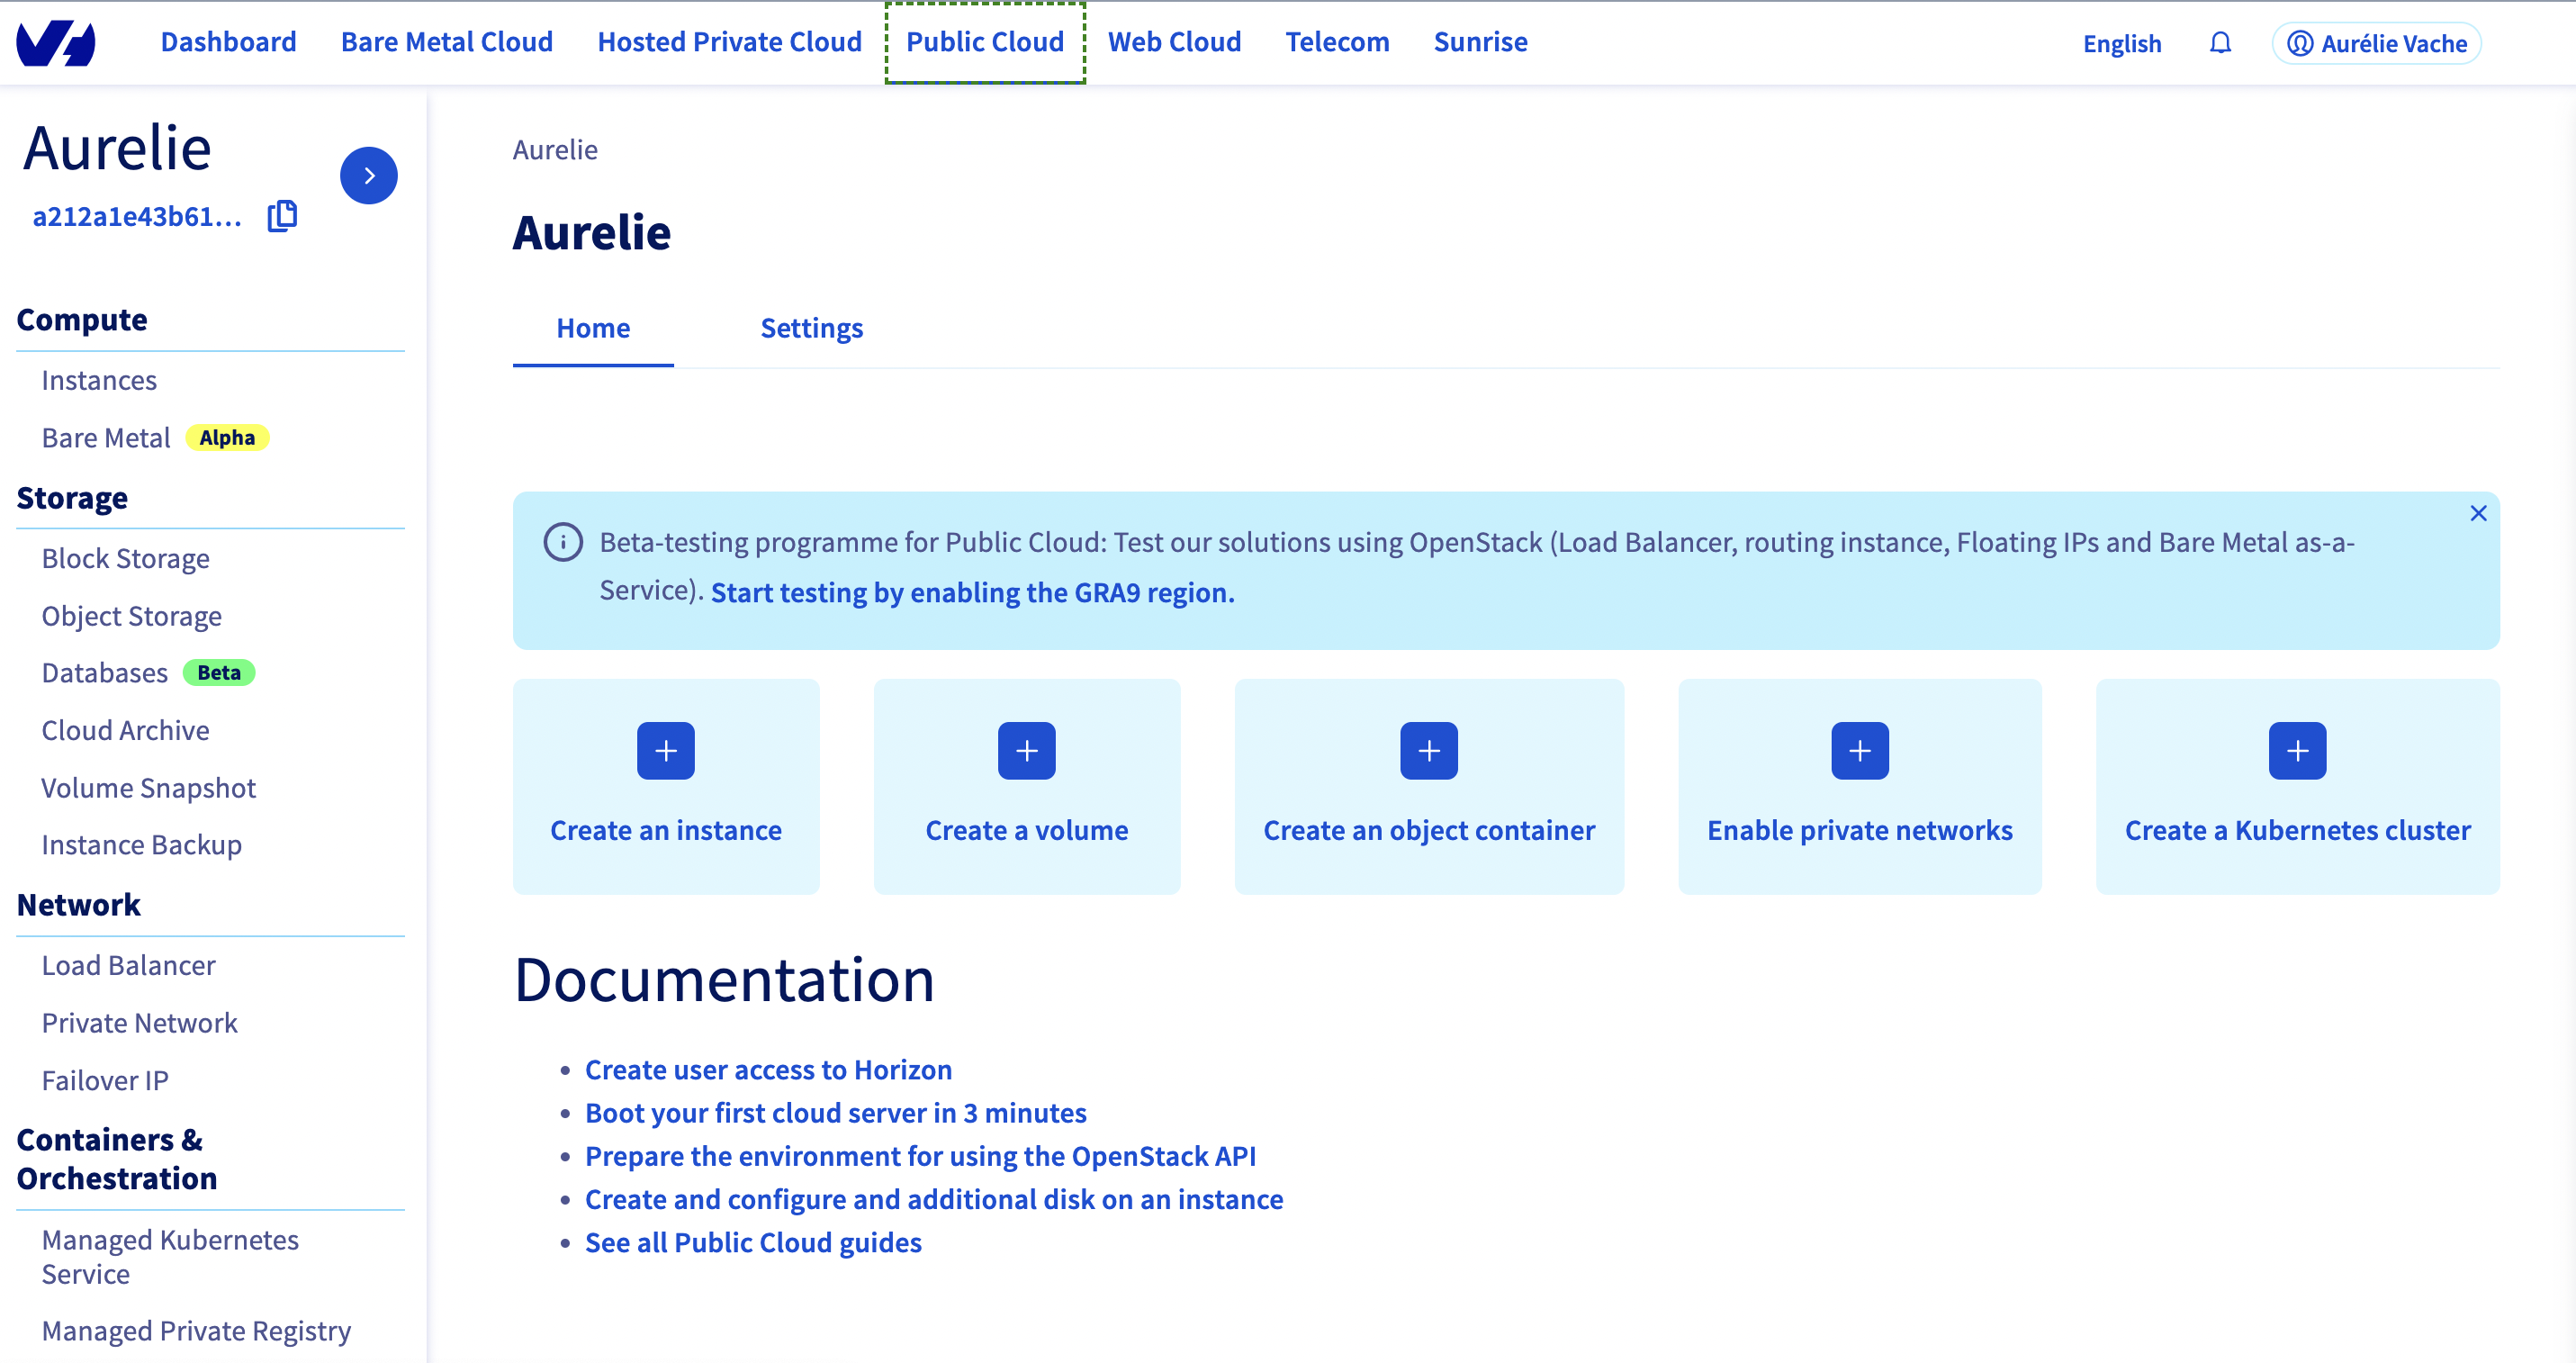 Dashboard Bare Metal Cloud Hosted Private Cloud Public Cloud Web Cloud Telecom Sunrise English Aurélie Vache
Aurelie
a212a1e43b61...
Compute
Instances
Bare Metal Alpha
Storage
Block Storage
Object Storage
Databases Beta
Cloud Archive
Volume Snapshot
Instance Backup
Network
Load Balancer
Private Network
Failover IP
Containers &
Orchestration
Managed Kubernetes
Service
Managed Private Registry
Aurelie
Aurelie
Home Settings
Beta-testing programme for Public Cloud: Test our solutions using OpenStack (Load Balancer, routing instance, Floating IPs and Bare Metal as-a-
Service). Start testing by enabling the GRA9 region.
Create an instance Create a volume Create an object container Enable private networks Create a Kubernetes cluster
Documentation
• Create user access to Horizon
• Boot your first cloud server in 3 minutes
• Prepare the environment for using the OpenStack API
• Create and configure and additional disk on an instance
• See all Public Cloud guides